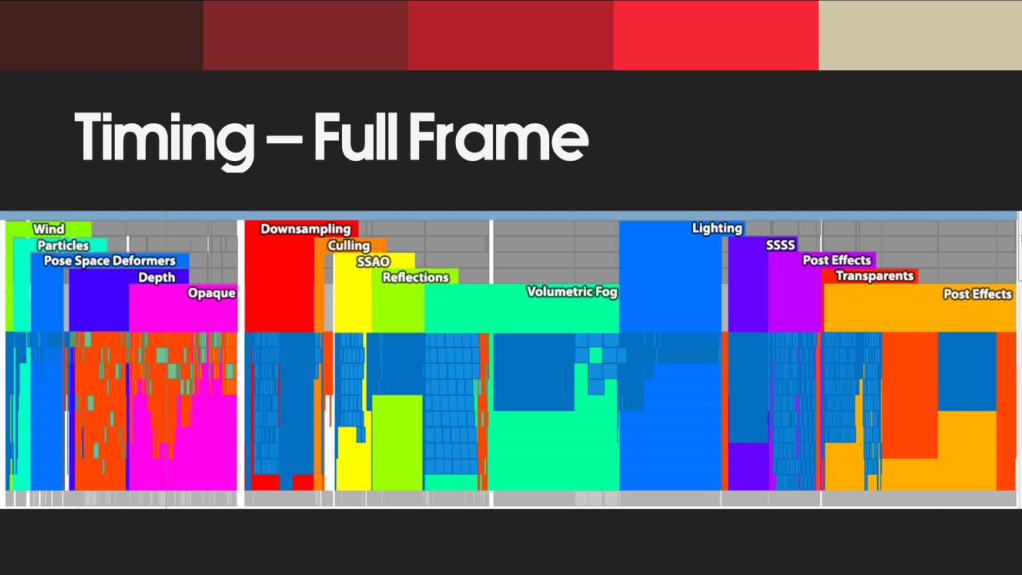 Timing – Full Frame
Wind
Particles
Pose Space Deformers
Depth
Opaque
Downsampling
Culling
SSAO
Reflections
Volumetric Fog
Lighting
SSSS
Post Effects
Transparents
Post Effects